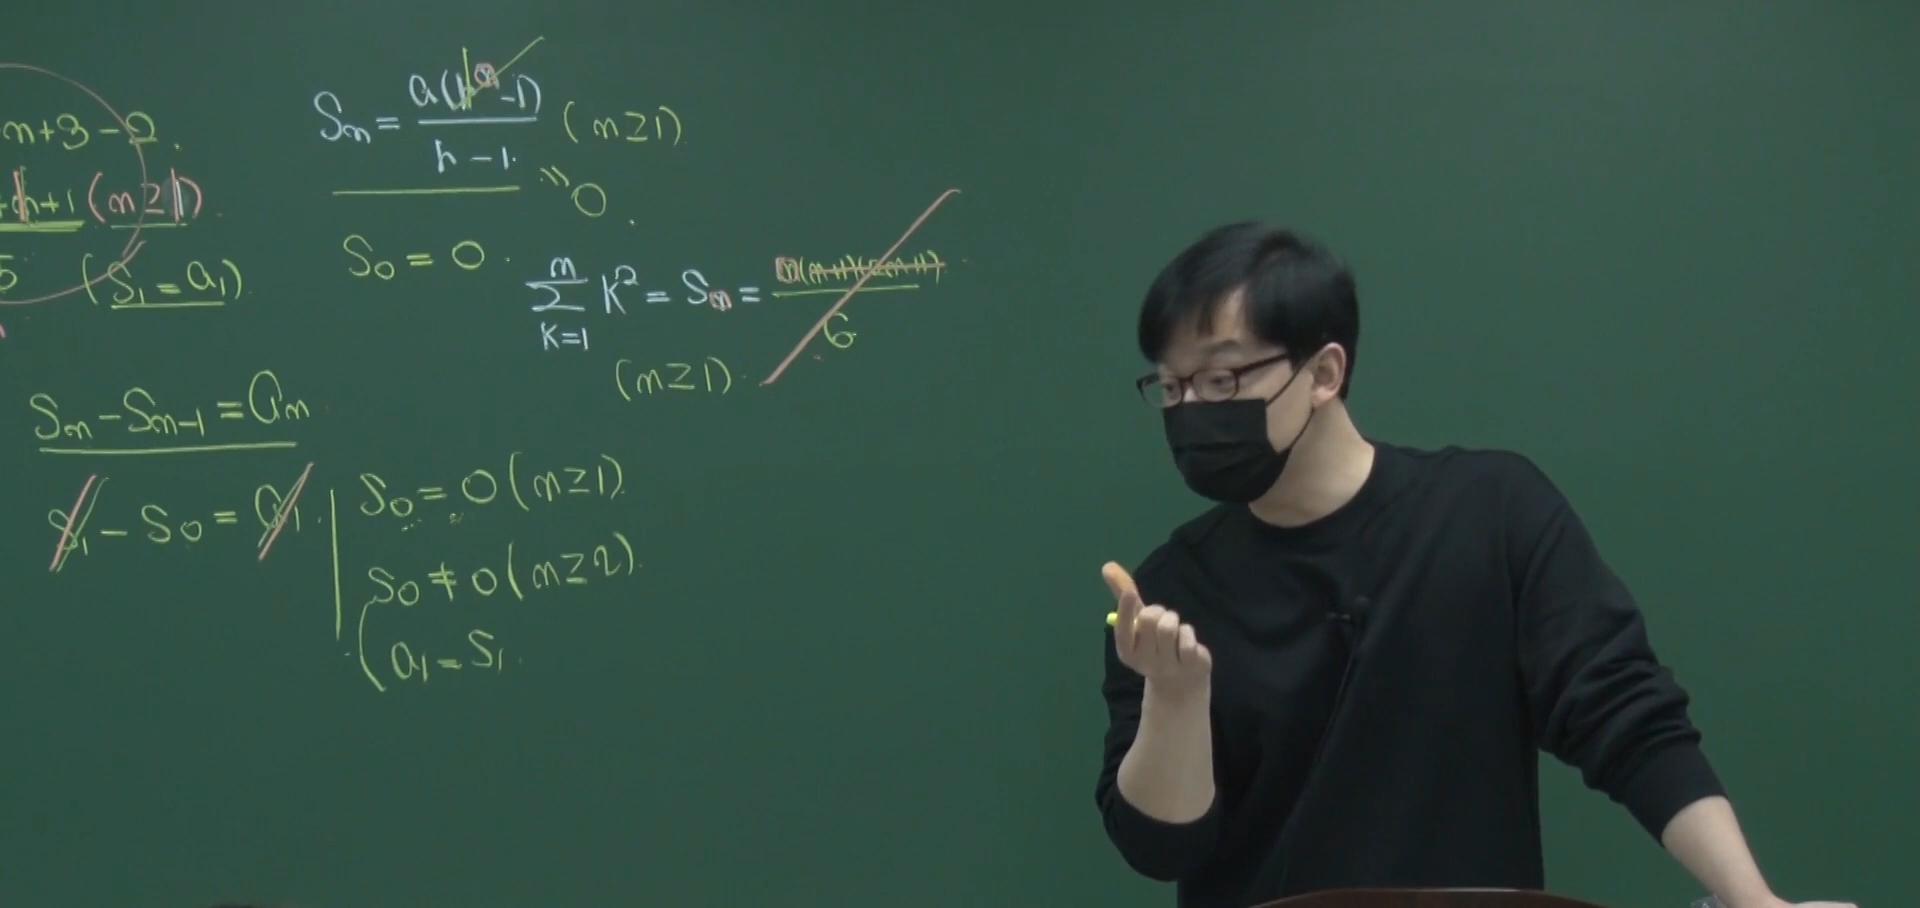 n+3-2.
+n+1 (n≥1).
5 (S₁=a₁)
Sₙ-Sₙ₋₁=aₙ
S₁-S₀=a₁.
Sₙ= a(rⁿ-1) / r-1. (n≥1)
"0.
S₀=0.
n
∑ k²=Sₙ= n(n+1)(2n+1) / 6
k=1
(n≥1).
S₀=0(n≥1)
S₀≠0(n≥2).
a₁=S₁.